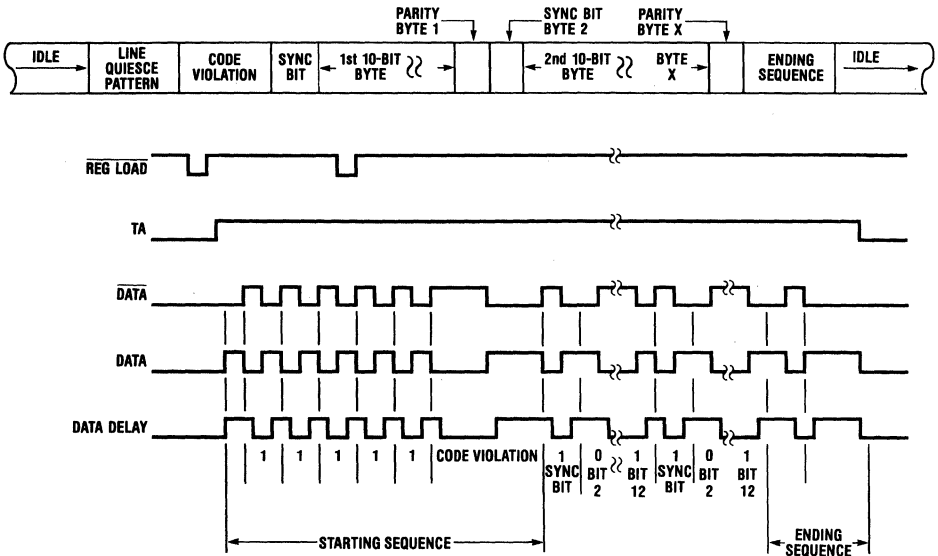 PARITY
BYTE 1
SYNC BIT
BYTE 2
PARITY
BYTE X
IDLE
LINE
QUIESCE
PATTERN
CODE
VIOLATION
SYNC
BIT
1st 10-BIT
BYTE
2nd 10-BIT
BYTE
BYTE
X
ENDING
SEQUENCE
IDLE
REG LOAD
TA
DATA
DATA
DATA DELAY
1 1 1 1 1 CODE VIOLATION 1 0 1 1 0 1
SYNC BIT BIT SYNC BIT BIT
BIT 2 12 BIT 2 12
STARTING SEQUENCE
ENDING
SEQUENCE